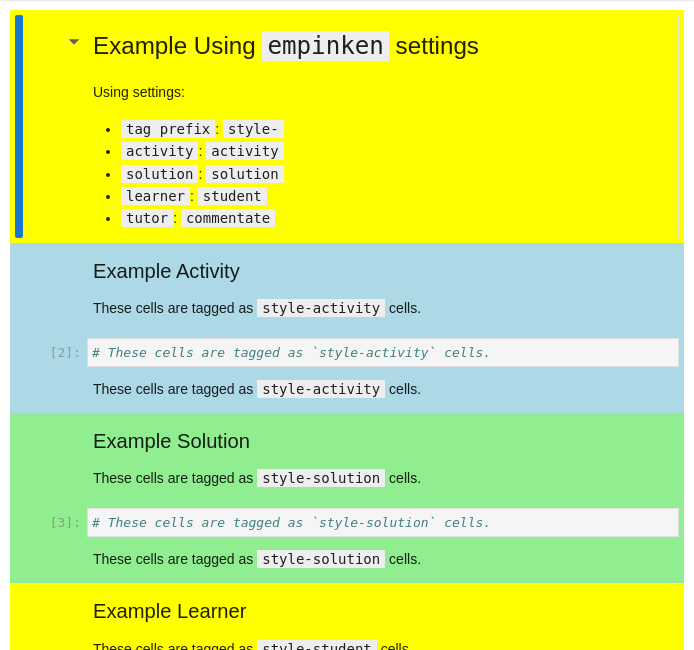 Example Using empinken settings
Using settings:
• tag prefix: style-
• activity: activity
• solution: solution
• learner: student
• tutor: commentate
Example Activity
These cells are tagged as style-activity cells.
[2]: # These cells are tagged as `style-activity` cells.
These cells are tagged as style-activity cells.
Example Solution
These cells are tagged as style-solution cells.
[3]: # These cells are tagged as `style-solution` cells.
These cells are tagged as style-solution cells.
Example Learner
These cells are tagged as style-student cells.